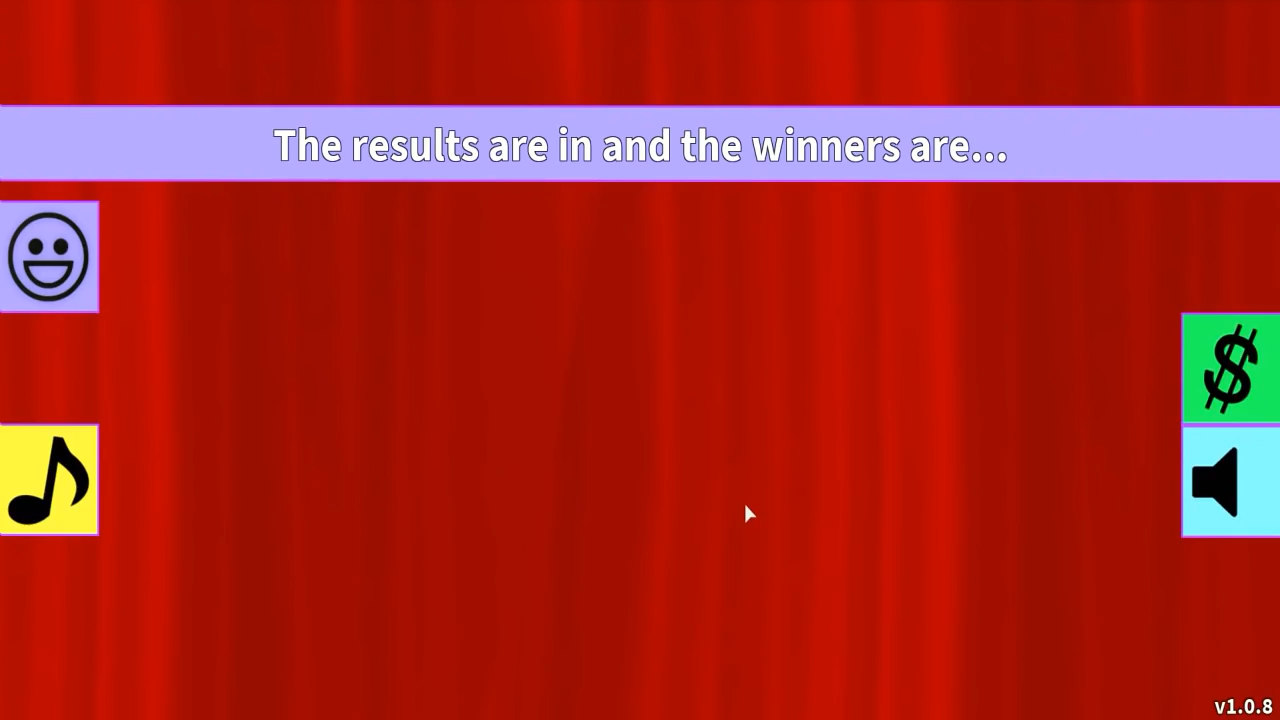 The results are in and the winners are...
$
v1.0.8